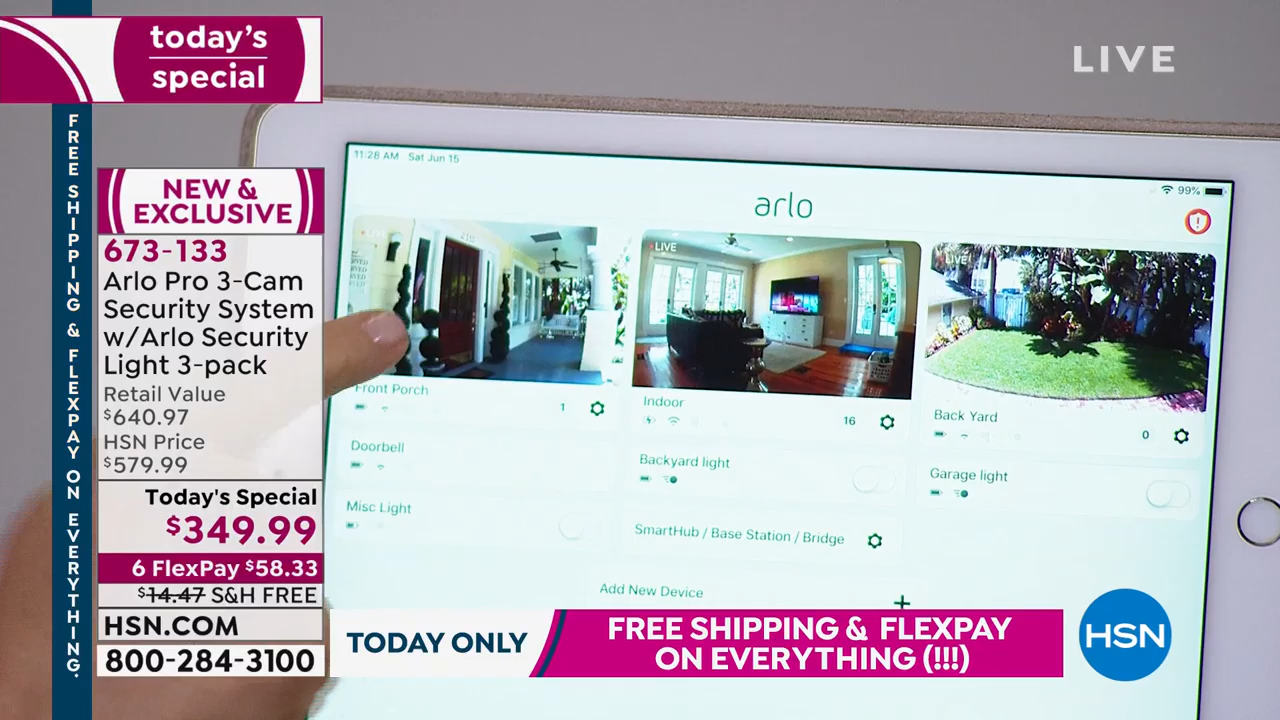 today's
special
LIVE
FREE SHIPPING & FLEXPAY ON EVERYTHING.
NEW &
EXCLUSIVE
673-133
Arlo Pro 3-Cam
Security System
w/Arlo Security
Light 3-pack
Retail Value
$640.97
HSN Price
$579.99
Today's Special
$349.99
6 FlexPay $58.33
$14.47 S&H FREE
HSN.COM
800-284-3100
11:28 AM Sat Jun 15
99%
arlo
LIVE
Live
Front Porch
1
Indoor
16
Back Yard
0
Doorbell
Backyard light
Garage light
Misc Light
SmartHub / Base Station / Bridge
Add New Device
+
TODAY ONLY
FREE SHIPPING & FLEXPAY
ON EVERYTHING (!!!)
HSN